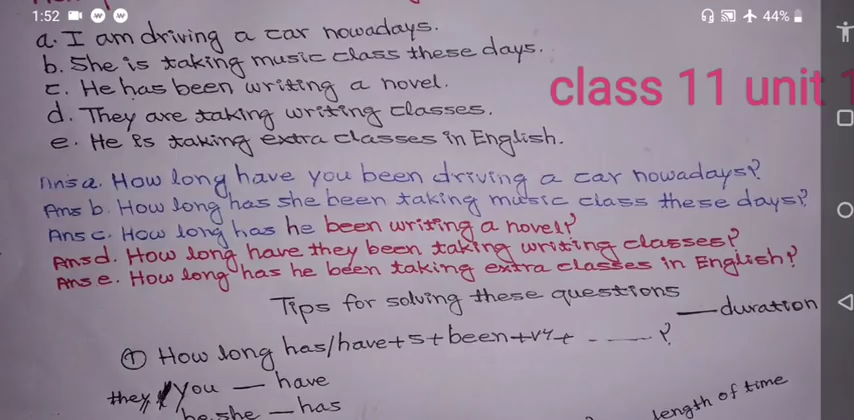 1:52
44%
a. I am driving a car nowadays.
b. She is taking music class these days.
c. He has been writing a novel.
d. They are taking writing classes.
e. He is taking extra classes in English.
class 11 unit 1
Ans a. How long have you been driving a car nowadays?
Ans b. How long has she been taking music class these days?
Ans c. How long has he been writing a novel?
Ans d. How long have they been taking writing classes?
Ans e. How long has he been taking extra classes in English?
Tips for solving these questions
— duration
① How long has/have+s+been+v4+ - —— ?
they/you — have
he, she — has
length of time